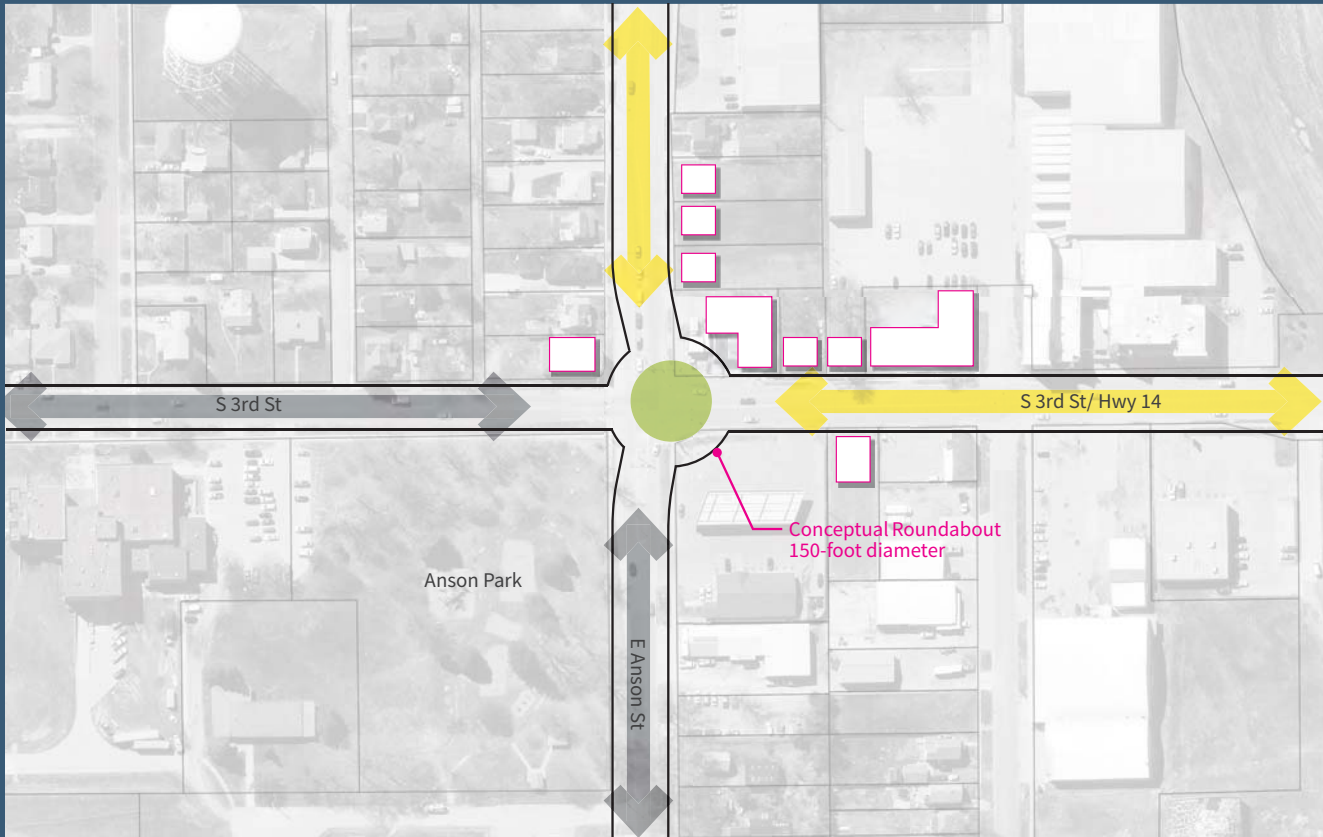 S 3rd St
S 3rd St/ Hwy 14
Conceptual Roundabout
150-foot diameter
Anson Park
E Anson St